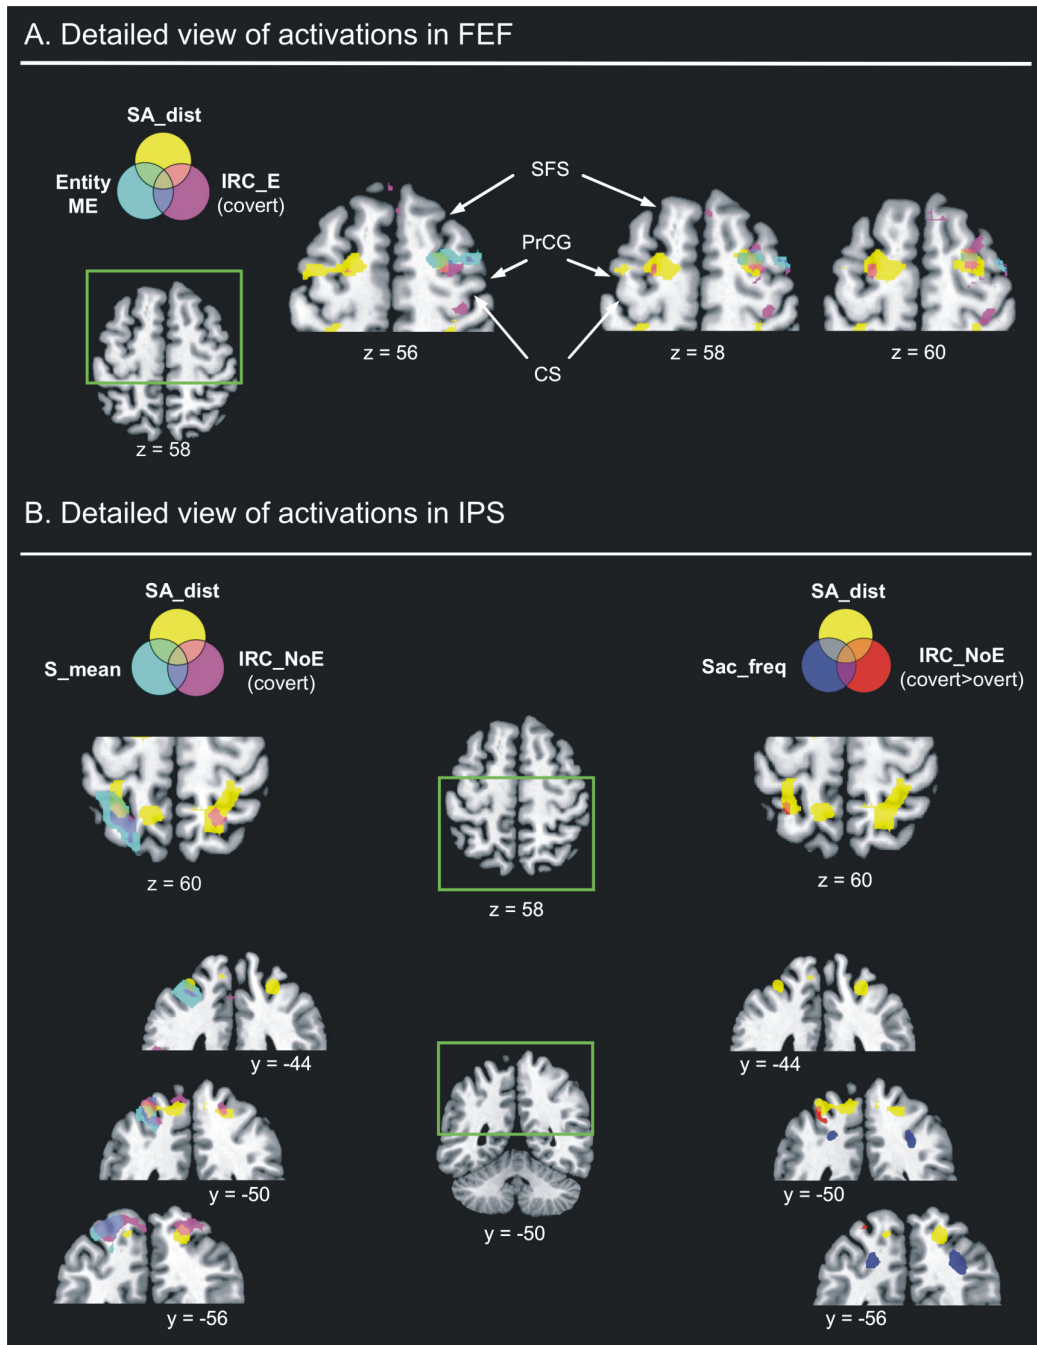 A. Detailed view of activations in FEF
SA_dist
Entity
ME
IRC_E
(covert)
SFS
PrCG
CS
z = 56
z = 58
z = 60
z = 58
B. Detailed view of activations in IPS
SA_dist
S_mean
IRC_NoE
(covert)
SA_dist
Sac_freq
IRC_NoE
(covert>overt)
z = 60
z = 58
z = 60
y = -44
y = -44
y = -50
y = -50
y = -50
y = -56
y = -56